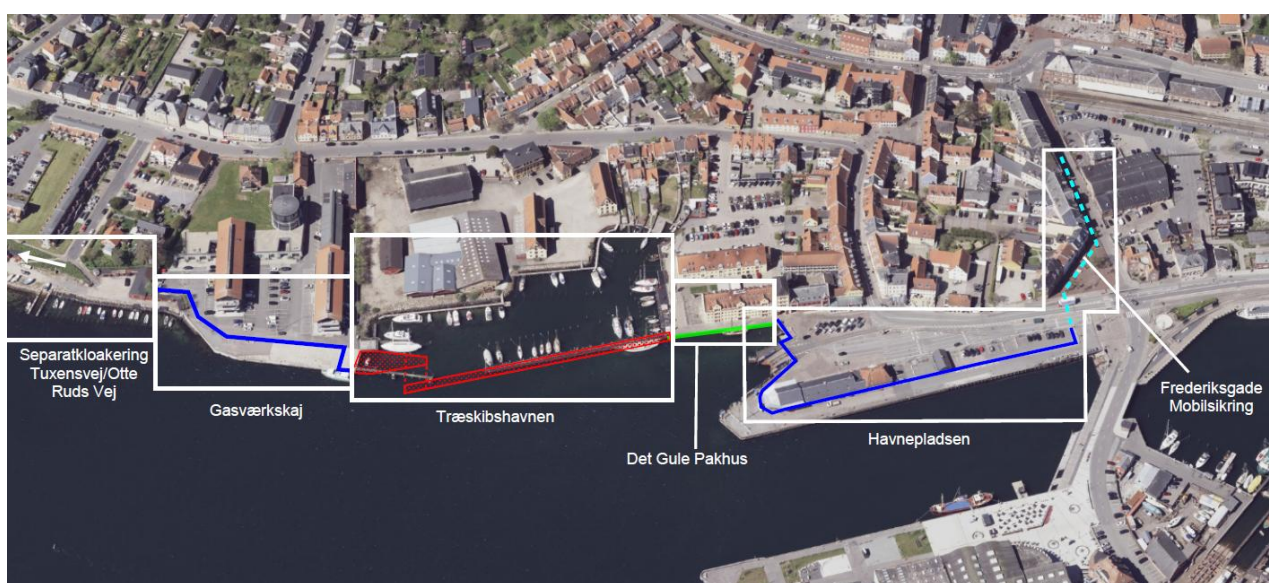 Separatkloakering
Tuxensvej/Otte
Ruds Vej
Gasværkskaj
Træskibshavnen
Det Gule Pakhus
Havnepladsen
Frederiksgade
Mobilsikring